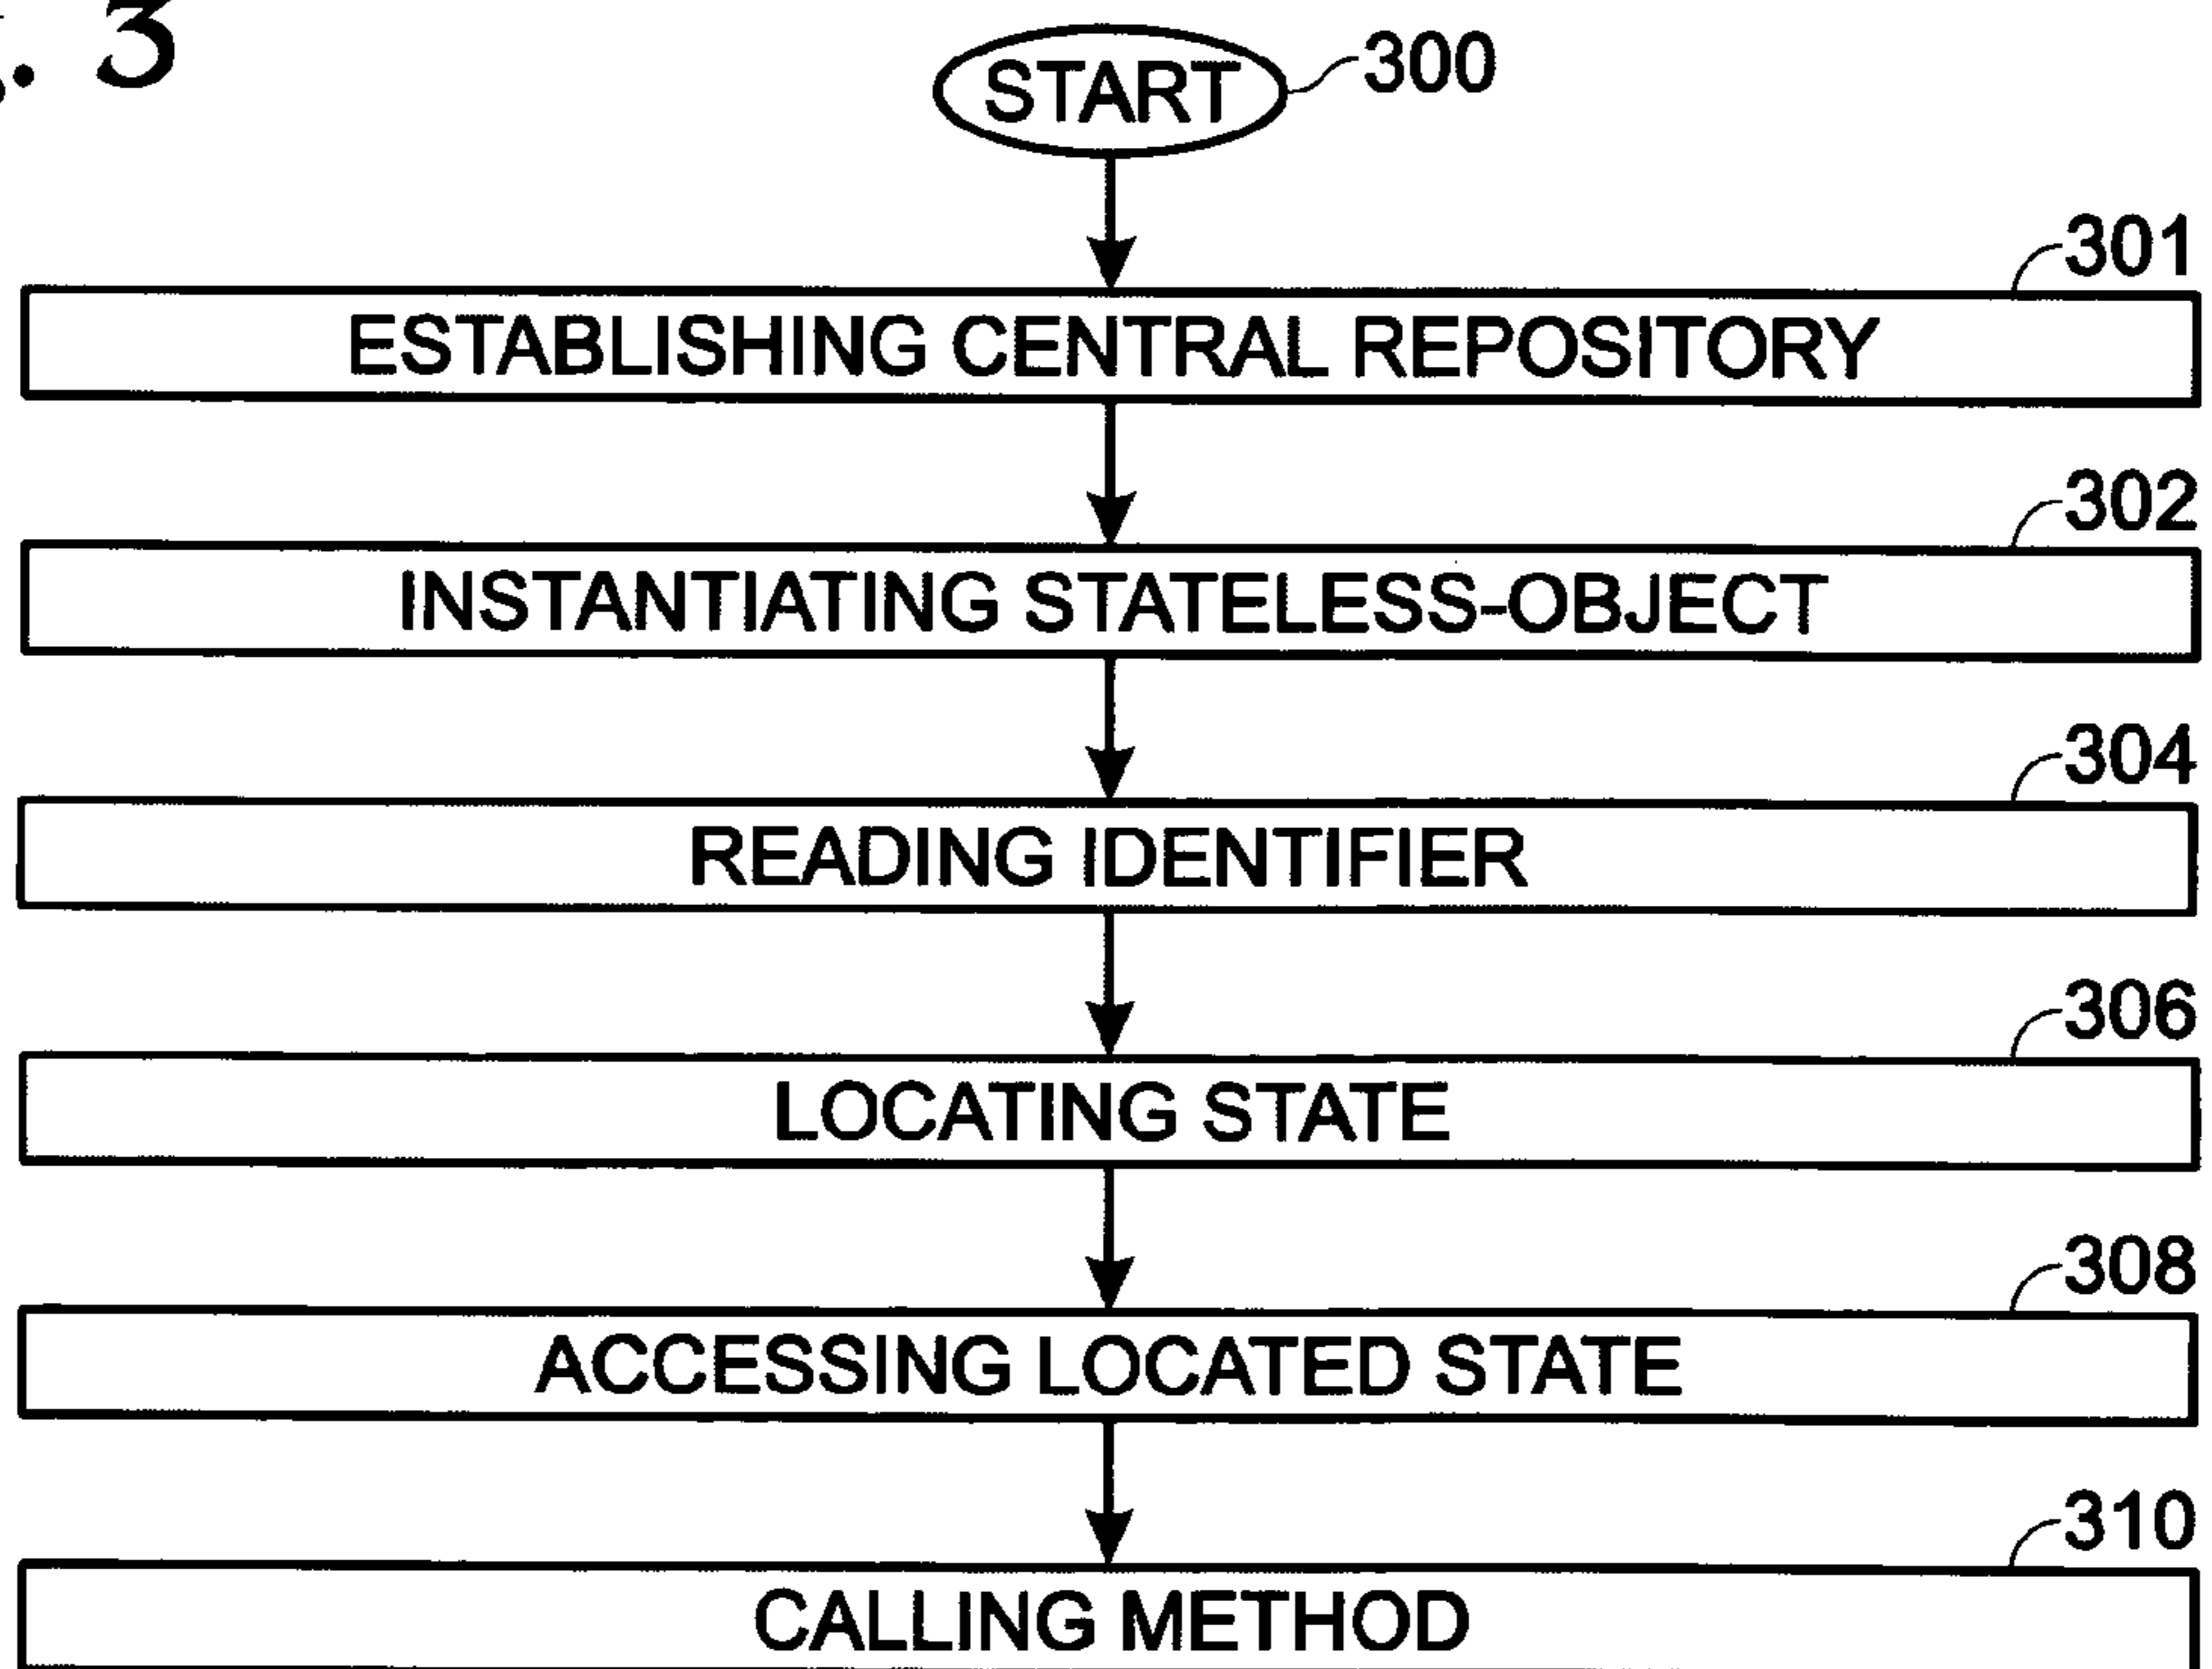 . 3
START
300
301
ESTABLISHING CENTRAL REPOSITORY
302
INSTANTIATING STATELESS-OBJECT
304
READING IDENTIFIER
306
LOCATING STATE
308
ACCESSING LOCATED STATE
310
CALLING METHOD